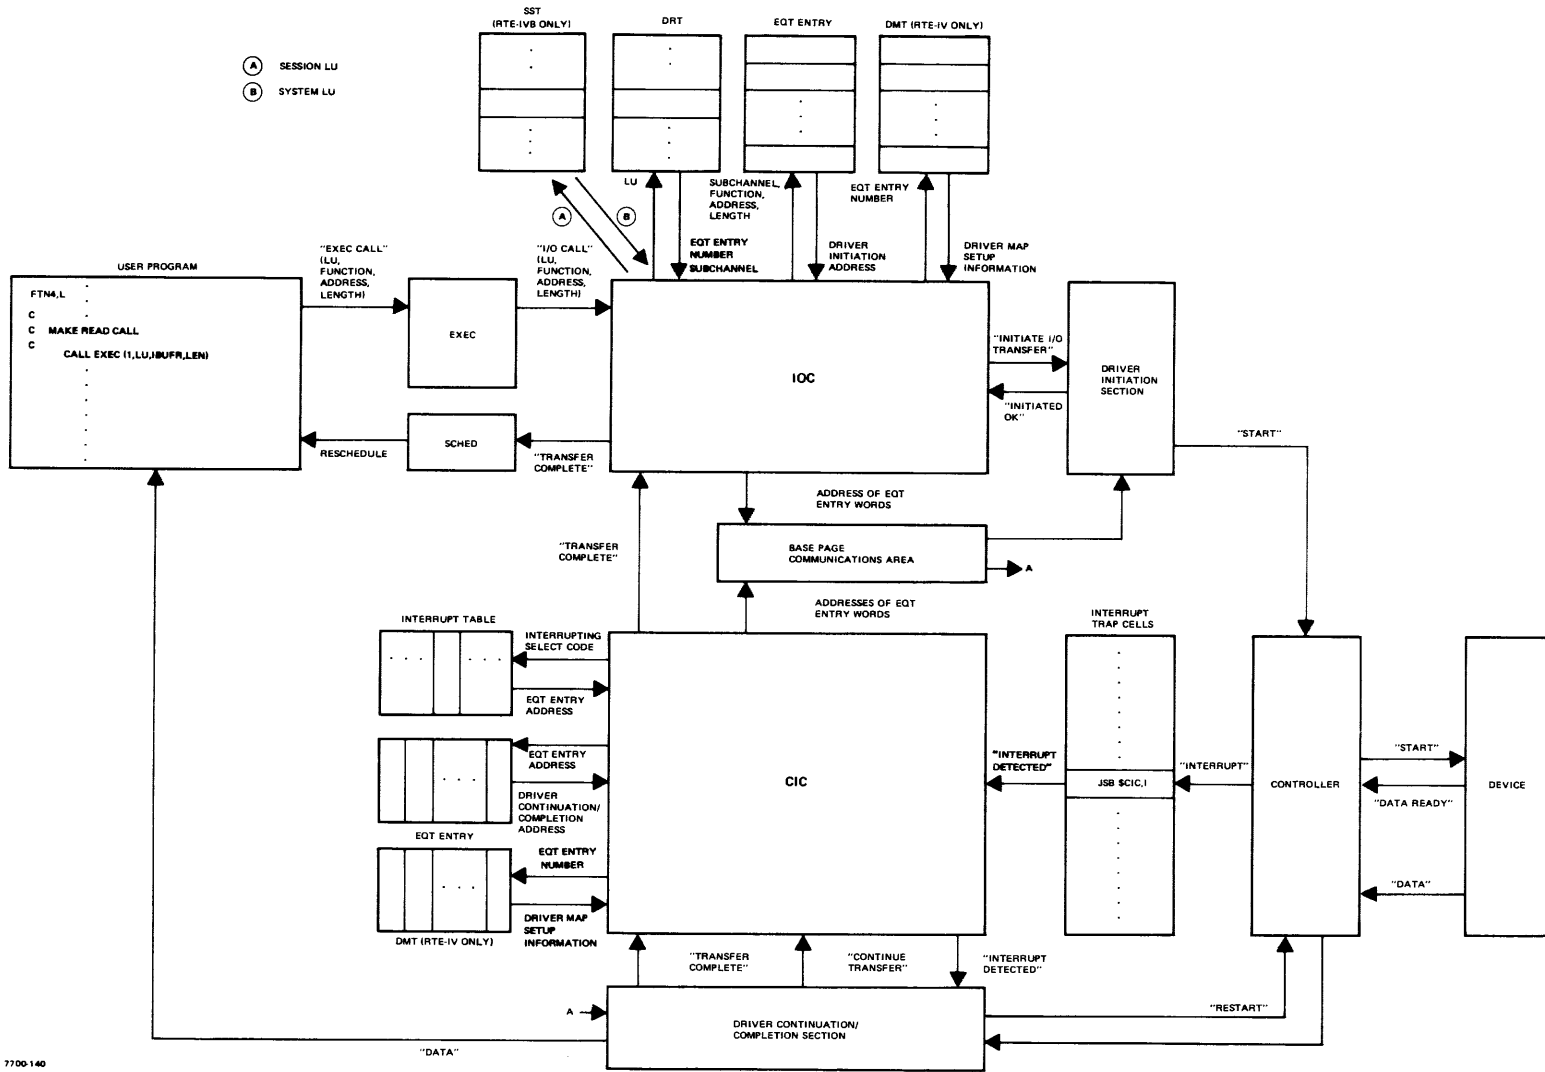 SST
(RTE-IVB ONLY)
DRT
EQT ENTRY
DMT (RTE-IV ONLY)
A SESSION LU
B SYSTEM LU
LU
SUBCHANNEL,
FUNCTION,
ADDRESS,
LENGTH
EQT ENTRY
NUMBER
A
B
EQT ENTRY
NUMBER
SUBCHANNEL
DRIVER
INITIATION
ADDRESS
DRIVER MAP
SETUP
INFORMATION
USER PROGRAM
"EXEC CALL"
(LU,
FUNCTION,
ADDRESS,
LENGTH)
"I/O CALL"
(LU,
FUNCTION,
ADDRESS,
LENGTH)
FTN4,L
C
C MAKE READ CALL
C
CALL EXEC (1,LU,IBUFR,LEN)
EXEC
IOC
"INITIATE I/O
TRANSFER"
"INITIATED
OK"
DRIVER
INITIATION
SECTION
SCHED
RESCHEDULE
"TRANSFER
COMPLETE"
"START"
ADDRESS OF EQT
ENTRY WORDS
"TRANSFER
COMPLETE"
BASE PAGE
COMMUNICATIONS AREA
A
ADDRESSES OF EQT
ENTRY WORDS
INTERRUPT TABLE
INTERRUPTING
SELECT CODE
EQT ENTRY
ADDRESS
INTERRUPT
TRAP CELLS
EQT ENTRY
ADDRESS
DRIVER
CONTINUATION/
COMPLETION
ADDRESS
EQT ENTRY
CIC
"INTERRUPT
DETECTED"
JSB $CIC,I
"INTERRUPT"
CONTROLLER
"START"
"DATA READY"
"DATA"
DEVICE
EQT ENTRY
NUMBER
DRIVER MAP
SETUP
INFORMATION
DMT (RTE-IV ONLY)
"TRANSFER
COMPLETE"
"CONTINUE
TRANSFER"
"INTERRUPT
DETECTED"
A
DRIVER CONTINUATION/
COMPLETION SECTION
"RESTART"
"DATA"
7700-140